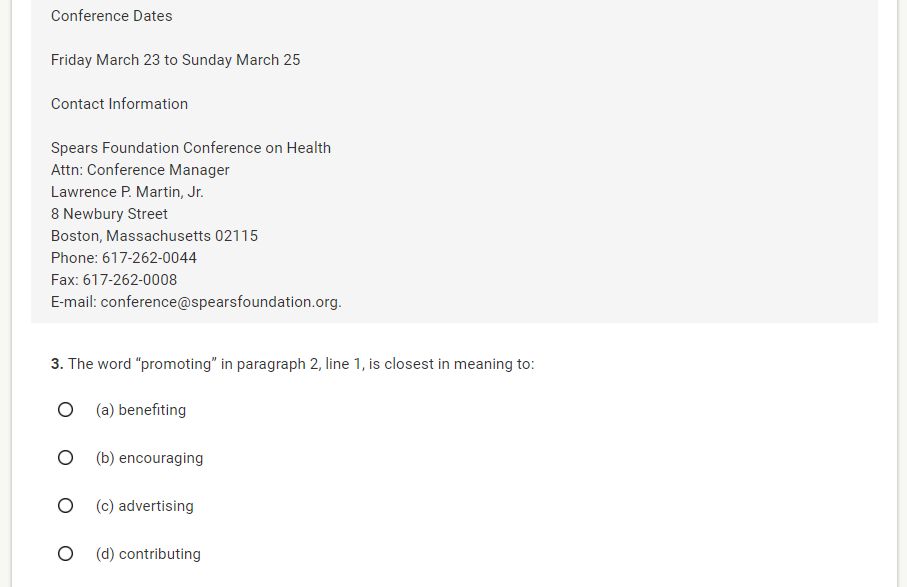 Conference Dates
Friday March 23 to Sunday March 25
Contact Information
Spears Foundation Conference on Health
Attn: Conference Manager
Lawrence P. Martin, Jr.
8 Newbury Street
Boston, Massachusetts 02115
Phone: 617-262-0044
Fax: 617-262-0008
E-mail: conference@spearsfoundation.org.
3. The word “promoting” in paragraph 2, line 1, is closest in meaning to:
(a) benefiting
(b) encouraging
(c) advertising
(d) contributing